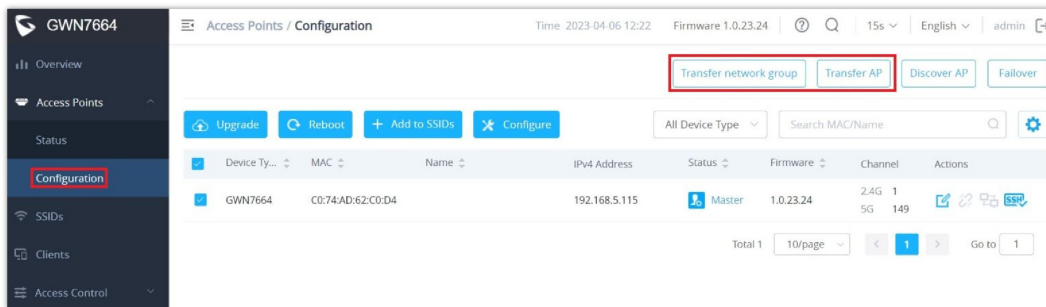 GWN7664
Access Points / Configuration
Time 2023-04-06 12:22
Firmware 1.0.23.24
15s
English
admin
Overview
Access Points
Status
Configuration
SSIDs
Clients
Access Control
Transfer network group
Transfer AP
Discover AP
Failover
Upgrade
Reboot
+ Add to SSIDs
Configure
All Device Type
Search MAC/Name
Device Ty... MAC Name IPv4 Address Status Firmware Channel Actions
GWN7664 C0:74:AD:62:C0:D4 192.168.5.115 Master 1.0.23.24 2.4G 1
5G 149
SSH
Total 1 10/page < 1 > Go to 1